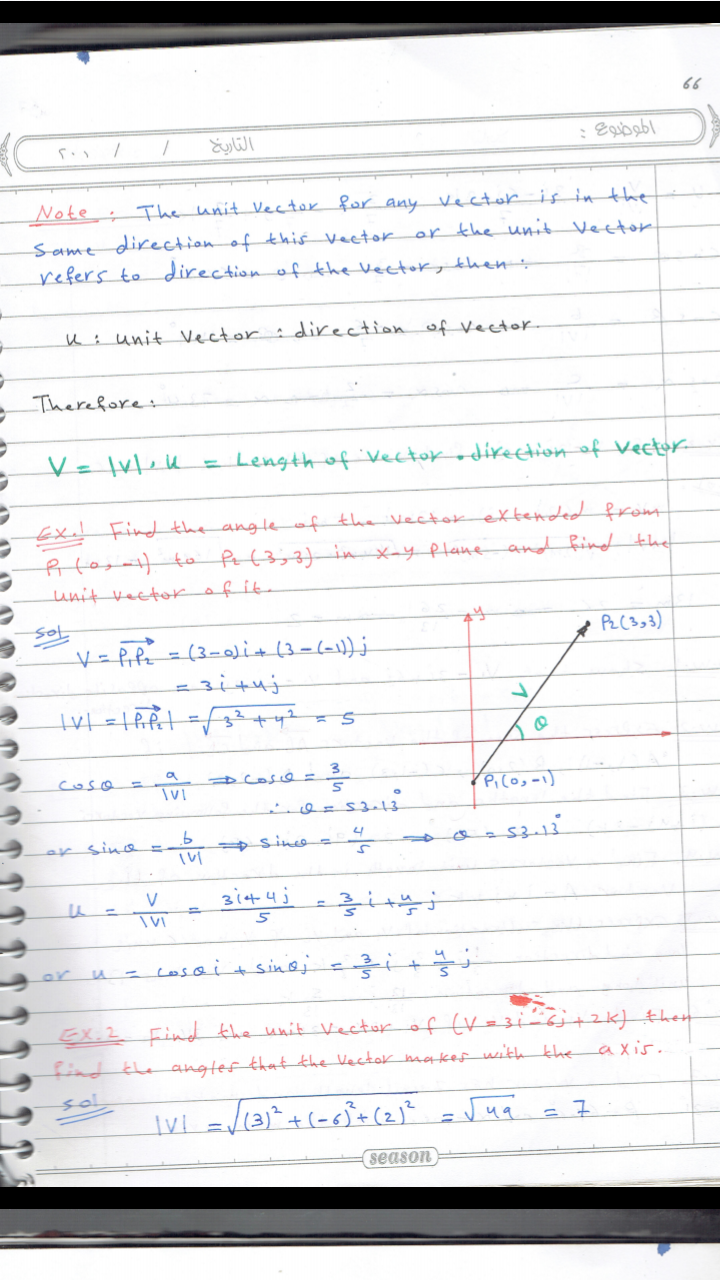 66
الموضوع :
التاريخ / / ٢٠٠١
Note : The unit vector for any vector is in the
same direction of this vector or the unit vector
refers to direction of the vector, then :
u : unit vector : direction of vector.
Therefore :
V = |V| . u = Length of vector . direction of vector.
EX.1 Find the angle of the vector extended from
P₁ (0, -1) to P₂ (3,3) in x-y plane and find the
unit vector of it.
sol
V = P₁P₂ = (3-0)i + (3-(-1))j
= 3i + 4j
|V| = |P₁P₂| = √(3² + 4²) = 5
y
P₂(3,3)
V
θ
P₁(0,-1)
cosθ = a/|V| ⇒ cosθ = 3/5
∴ θ = 53.13°
or sinθ = b/|V| ⇒ sinθ = 4/5 ⇒ θ = 53.13°
u = V/|V| = (3i+4j)/5 = 3/5 i + 4/5 j
or u = cosθi + sinθj = 3/5 i + 4/5 j
EX.2 Find the unit vector of (V = 3i - 6j + 2k) then
find the angles that the vector makes with the axis.
sol
|V| = √((3)² + (-6)² + (2)²) = √49 = 7
season